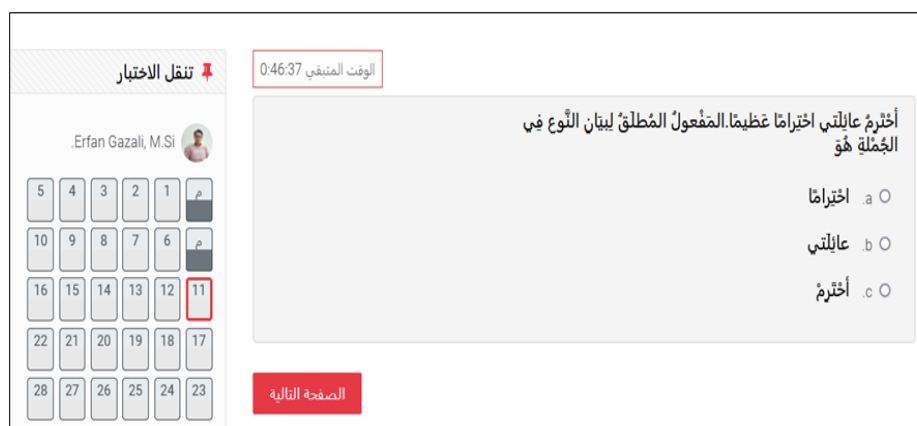 تنقل الاختبار
Erfan Gazali, M.Si.
م 1 2 3 4 5
م 6 7 8 9 10
11 12 13 14 15 16
17 18 19 20 21 22
23 24 25 26 27 28
الوقت المتبقي 0:46:37
أحْتَرِمُ عائِلَتي احْتِرامًا عَظيمًا.المَفْعولُ المُطلَقُ لِبيَانِ النَّوعِ فِي
الجُمْلَةِ هُوَ
a. احْتِرامًا
b. عائِلَتي
c. أحْتَرِمْ
الصفحة التالية